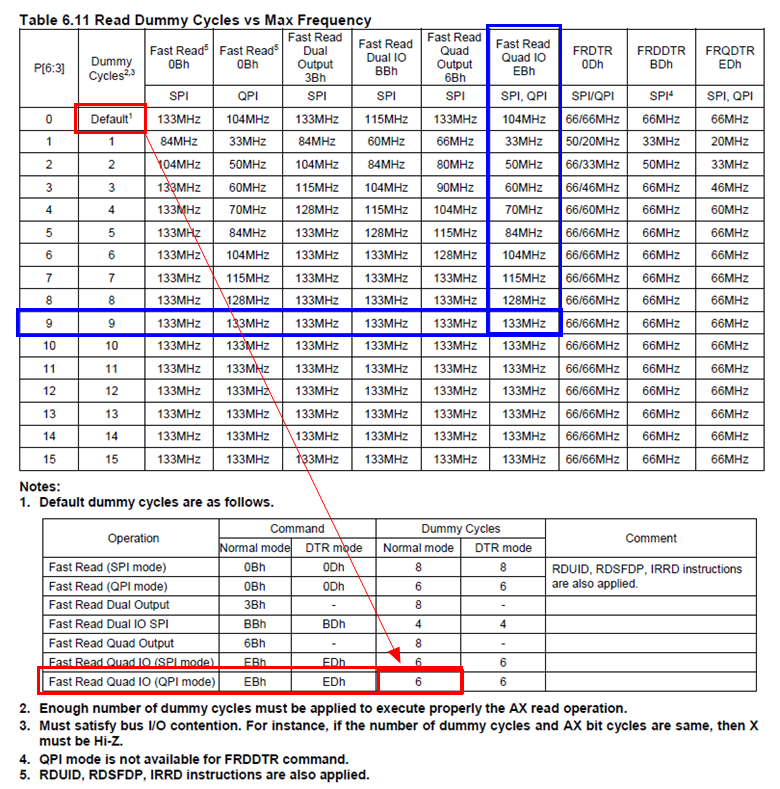 Table 6.11 Read Dummy Cycles vs Max Frequency
P[6:3] Dummy Cycles2,3 Fast Read5 0Bh Fast Read5 0Bh Fast Read Dual Output 3Bh Fast Read Dual IO BBh Fast Read Quad Output 6Bh Fast Read Quad IO EBh FRDTR 0Dh FRDDTR BDh FRQDTR EDh
SPI QPI SPI SPI SPI SPI, QPI SPI/QPI SPI4 SPI, QPI
0 Default1 133MHz 104MHz 133MHz 115MHz 133MHz 104MHz 66/66MHz 66MHz 66MHz
1 1 84MHz 33MHz 84MHz 60MHz 66MHz 33MHz 50/20MHz 33MHz 20MHz
2 2 104MHz 50MHz 104MHz 84MHz 80MHz 50MHz 66/33MHz 50MHz 33MHz
3 3 133MHz 60MHz 115MHz 104MHz 90MHz 60MHz 66/46MHz 66MHz 46MHz
4 4 133MHz 70MHz 128MHz 115MHz 104MHz 70MHz 66/60MHz 66MHz 60MHz
5 5 133MHz 84MHz 133MHz 128MHz 115MHz 84MHz 66/66MHz 66MHz 66MHz
6 6 133MHz 104MHz 133MHz 133MHz 128MHz 104MHz 66/66MHz 66MHz 66MHz
7 7 133MHz 115MHz 133MHz 133MHz 133MHz 115MHz 66/66MHz 66MHz 66MHz
8 8 133MHz 128MHz 133MHz 133MHz 133MHz 128MHz 66/66MHz 66MHz 66MHz
9 9 133MHz 133MHz 133MHz 133MHz 133MHz 133MHz 66/66MHz 66MHz 66MHz
10 10 133MHz 133MHz 133MHz 133MHz 133MHz 133MHz 66/66MHz 66MHz 66MHz
11 11 133MHz 133MHz 133MHz 133MHz 133MHz 133MHz 66/66MHz 66MHz 66MHz
12 12 133MHz 133MHz 133MHz 133MHz 133MHz 133MHz 66/66MHz 66MHz 66MHz
13 13 133MHz 133MHz 133MHz 133MHz 133MHz 133MHz 66/66MHz 66MHz 66MHz
14 14 133MHz 133MHz 133MHz 133MHz 133MHz 133MHz 66/66MHz 66MHz 66MHz
15 15 133MHz 133MHz 133MHz 133MHz 133MHz 133MHz 66/66MHz 66MHz 66MHz
Notes:
1. Default dummy cycles are as follows.
Operation Command Dummy Cycles Comment
Normal mode DTR mode Normal mode DTR mode
Fast Read (SPI mode) 0Bh 0Dh 8 8 RDUID, RDSFDP, IRRD instructions
Fast Read (QPI mode) 0Bh 0Dh 6 6 are also applied.
Fast Read Dual Output 3Bh - 8 -
Fast Read Dual IO SPI BBh BDh 4 4
Fast Read Quad Output 6Bh - 8 -
Fast Read Quad IO (SPI mode) EBh EDh 6 6
Fast Read Quad IO (QPI mode) EBh EDh 6 6
2. Enough number of dummy cycles must be applied to execute properly the AX read operation.
3. Must satisfy bus I/O contention. For instance, if the number of dummy cycles and AX bit cycles are same, then X
must be Hi-Z.
4. QPI mode is not available for FRDDTR command.
5. RDUID, RDSFDP, IRRD instructions are also applied.